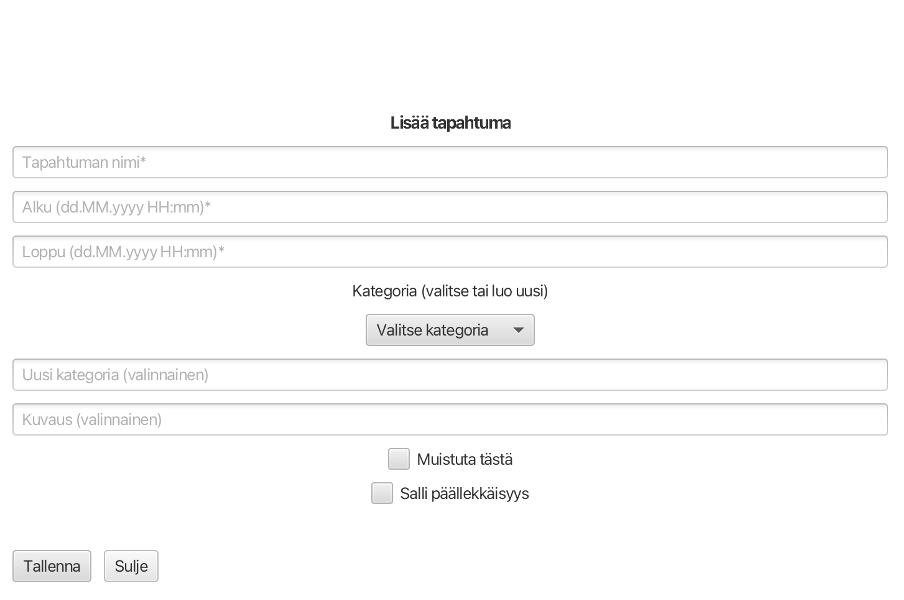 Lisää tapahtuma
Tapahtuman nimi*
Alku (dd.MM.yyyy HH:mm)*
Loppu (dd.MM.yyyy HH:mm)*
Kategoria (valitse tai luo uusi)
Valitse kategoria
Uusi kategoria (valinnainen)
Kuvaus (valinnainen)
Muistuta tästä
Salli päällekkäisyys
Tallenna Sulje